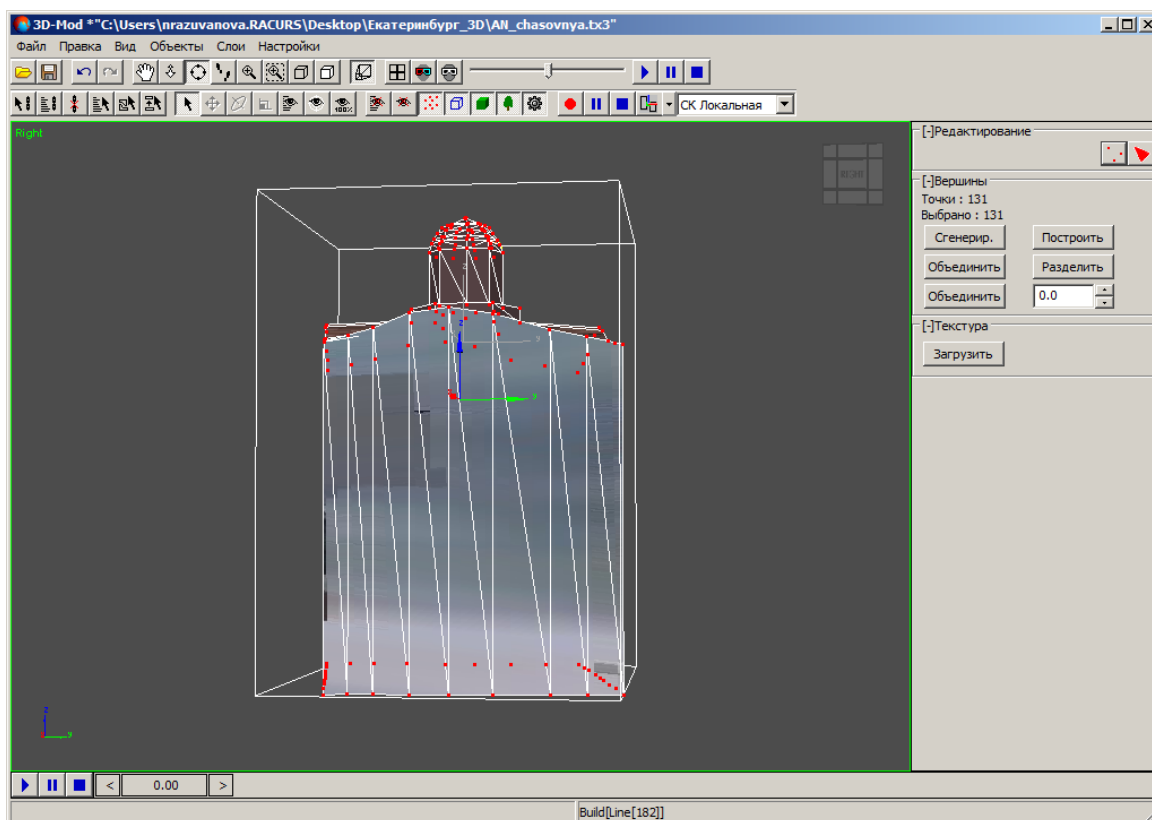 3D-Mod *"C:\Users\nrazuvanova.RACURS\Desktop\Екатеринбург_3D\AN_chasovnya.tx3"
Файл Правка Вид Объекты Слои Настройки
100%
СК Локальная
Right
[-]Редактирование
[-]Вершины
Точки : 131
Выбрано : 131
Сгенерир. Построить
Объединить Разделить
Объединить 0.0
[-]Текстура
Загрузить
z
y
z
y
z
y
< 0.00 >
Build[Line[182]]